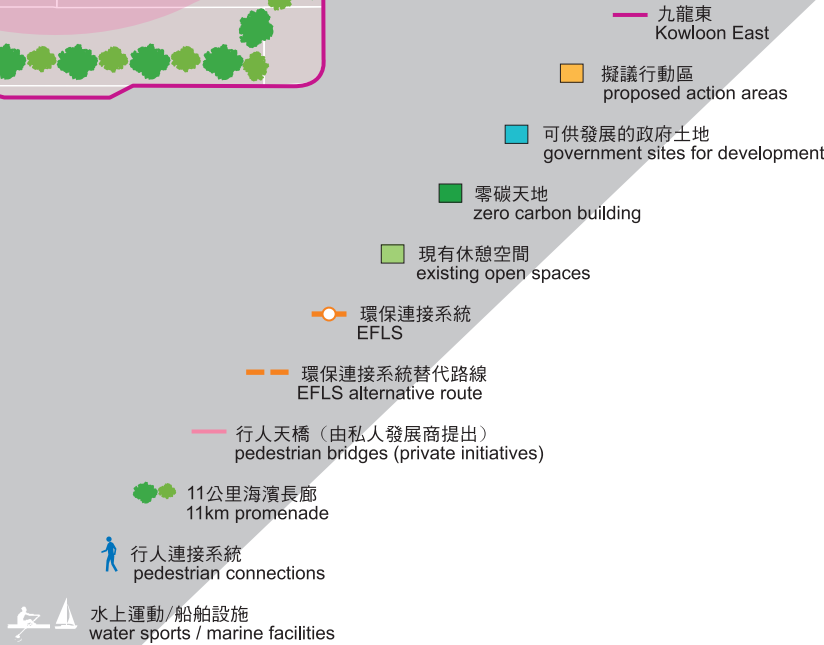 九龍東
Kowloon East
擬議行動區
proposed action areas
可供發展的政府土地
government sites for development
零碳天地
zero carbon building
現有休憩空間
existing open spaces
環保連接系統
EFLS
環保連接系統替代路線
EFLS alternative route
行人天橋（由私人發展商提出）
pedestrian bridges (private initiatives)
11公里海濱長廊
11km promenade
行人連接系統
pedestrian connections
水上運動/船舶設施
water sports / marine facilities